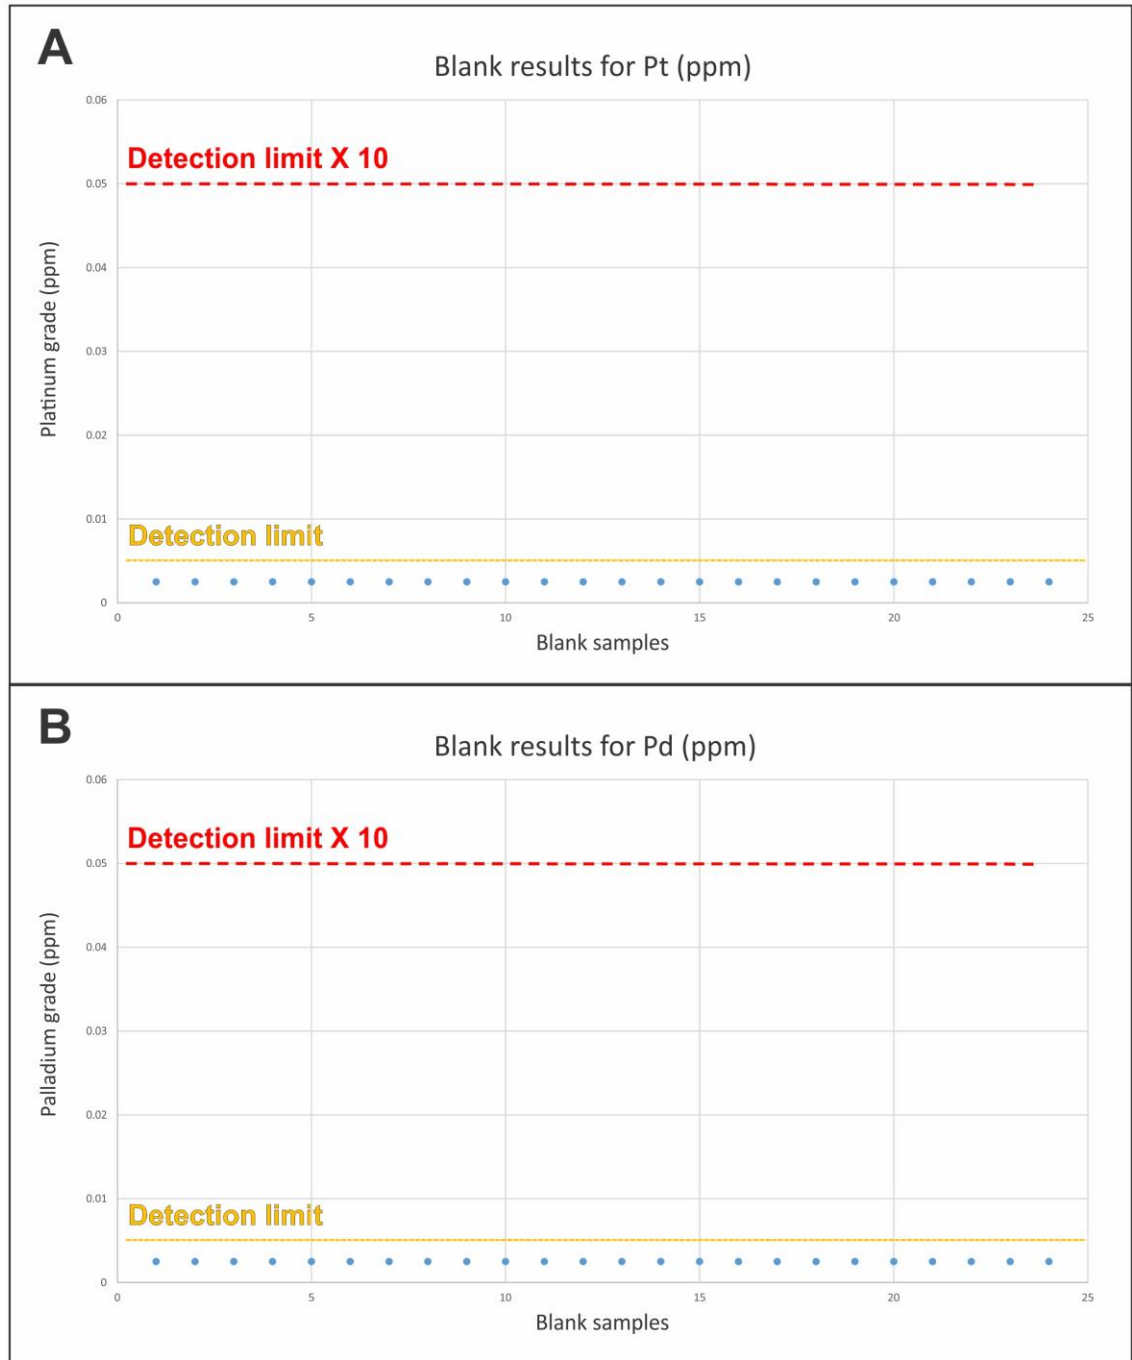 A
Blank results for Pt (ppm)
0.06
Detection limit X 10
0.05
0.04
Platinum grade (ppm)
0.03
0.02
0.01
Detection limit
0
0 5 10 15 20 25
Blank samples
B
Blank results for Pd (ppm)
0.06
Detection limit X 10
0.05
0.04
Palladium grade (ppm)
0.03
0.02
0.01
Detection limit
0
0 5 10 15 20 25
Blank samples